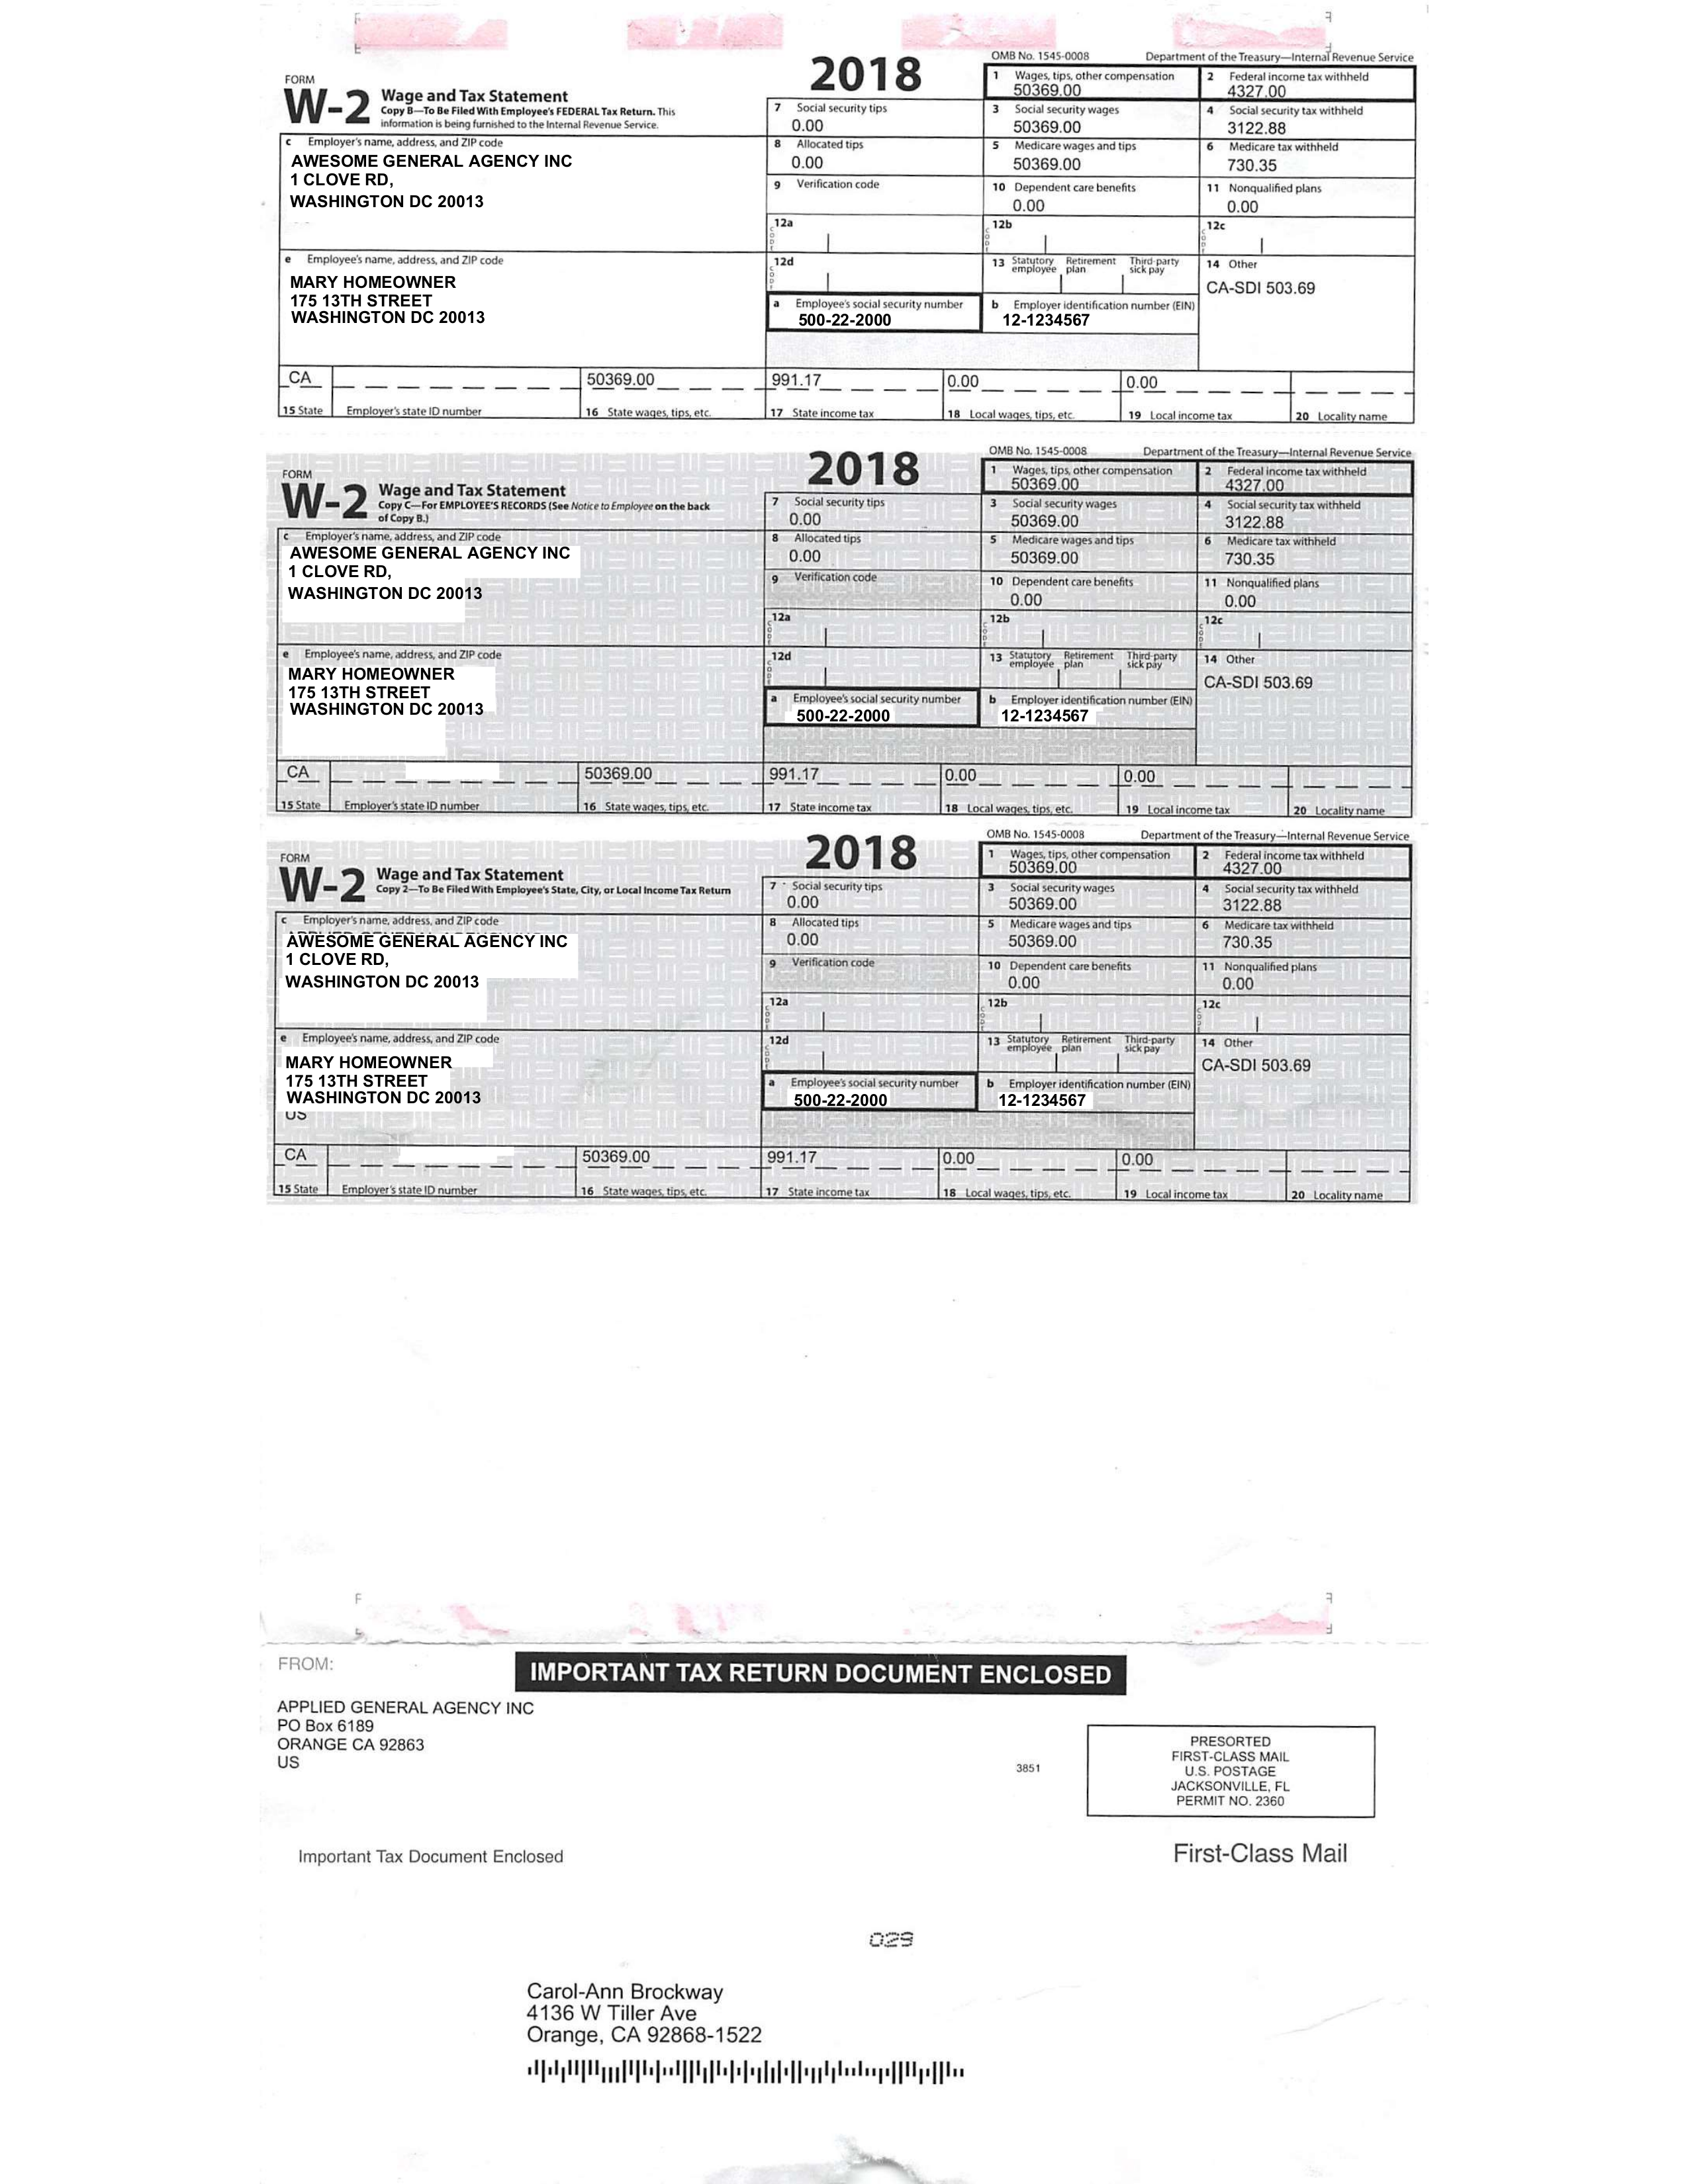 2018
OMB No. 1545-0008 Department of the Treasury—Internal Revenue Service
FORM
W-2 Wage and Tax Statement
Copy B—To Be Filed With Employee's FEDERAL Tax Return. This
information is being furnished to the Internal Revenue Service.
1 Wages, tips, other compensation
50369.00
2 Federal income tax withheld
4327.00
7 Social security tips
0.00
3 Social security wages
50369.00
4 Social security tax withheld
3122.88
c Employer's name, address, and ZIP code
AWESOME GENERAL AGENCY INC
1 CLOVE RD,
WASHINGTON DC 20013
8 Allocated tips
0.00
5 Medicare wages and tips
50369.00
6 Medicare tax withheld
730.35
9 Verification code
10 Dependent care benefits
0.00
11 Nonqualified plans
0.00
12a
CODE
12b
CODE
12c
CODE
e Employee's name, address, and ZIP code
MARY HOMEOWNER
175 13TH STREET
WASHINGTON DC 20013
12d
CODE
13 Statutory employee Retirement plan Third-party sick pay
14 Other
CA-SDI 503.69
a Employee's social security number
500-22-2000
b Employer identification number (EIN)
12-1234567
CA 50369.00 991.17 0.00 0.00
15 State Employer's state ID number 16 State wages, tips, etc. 17 State income tax 18 Local wages, tips, etc. 19 Local income tax 20 Locality name
2018
OMB No. 1545-0008 Department of the Treasury—Internal Revenue Service
FORM
W-2 Wage and Tax Statement
Copy C—For EMPLOYEE'S RECORDS (See Notice to Employee on the back
of Copy B.)
1 Wages, tips, other compensation
50369.00
2 Federal income tax withheld
4327.00
7 Social security tips
0.00
3 Social security wages
50369.00
4 Social security tax withheld
3122.88
c Employer's name, address, and ZIP code
AWESOME GENERAL AGENCY INC
1 CLOVE RD,
WASHINGTON DC 20013
8 Allocated tips
0.00
5 Medicare wages and tips
50369.00
6 Medicare tax withheld
730.35
9 Verification code
10 Dependent care benefits
0.00
11 Nonqualified plans
0.00
12a
CODE
12b
CODE
12c
CODE
e Employee's name, address, and ZIP code
MARY HOMEOWNER
175 13TH STREET
WASHINGTON DC 20013
12d
CODE
13 Statutory employee Retirement plan Third-party sick pay
14 Other
CA-SDI 503.69
a Employee's social security number
500-22-2000
b Employer identification number (EIN)
12-1234567
CA 50369.00 991.17 0.00 0.00
15 State Employer's state ID number 16 State wages, tips, etc. 17 State income tax 18 Local wages, tips, etc. 19 Local income tax 20 Locality name
2018
OMB No. 1545-0008 Department of the Treasury—Internal Revenue Service
FORM
W-2 Wage and Tax Statement
Copy 2—To Be Filed With Employee's State, City, or Local Income Tax Return
1 Wages, tips, other compensation
50369.00
2 Federal income tax withheld
4327.00
7 Social security tips
0.00
3 Social security wages
50369.00
4 Social security tax withheld
3122.88
c Employer's name, address, and ZIP code
AWESOME GENERAL AGENCY INC
1 CLOVE RD,
WASHINGTON DC 20013
8 Allocated tips
0.00
5 Medicare wages and tips
50369.00
6 Medicare tax withheld
730.35
9 Verification code
10 Dependent care benefits
0.00
11 Nonqualified plans
0.00
12a
CODE
12b
CODE
12c
CODE
e Employee's name, address, and ZIP code
MARY HOMEOWNER
175 13TH STREET
WASHINGTON DC 20013
US
12d
CODE
13 Statutory employee Retirement plan Third-party sick pay
14 Other
CA-SDI 503.69
a Employee's social security number
500-22-2000
b Employer identification number (EIN)
12-1234567
CA 50369.00 991.17 0.00 0.00
15 State Employer's state ID number 16 State wages, tips, etc. 17 State income tax 18 Local wages, tips, etc. 19 Local income tax 20 Locality name
FROM:
IMPORTANT TAX RETURN DOCUMENT ENCLOSED
APPLIED GENERAL AGENCY INC
PO Box 6189
ORANGE CA 92863
US
3851
PRESORTED
FIRST-CLASS MAIL
U.S. POSTAGE
JACKSONVILLE, FL
PERMIT NO. 2360
Important Tax Document Enclosed
First-Class Mail
029
Carol-Ann Brockway
4136 W Tiller Ave
Orange, CA 92868-1522